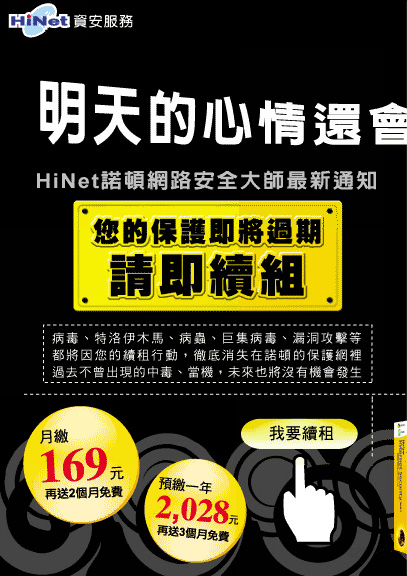 HiNet 資安服務
明天的心情還會
HiNet諾頓網路安全大師最新通知
您的保護即將過期
請即續組
病毒、特洛伊木馬、病蟲、巨集病毒、漏洞攻擊等
都將因您的續租行動，徹底消失在諾頓的保護網裡
過去不曾出現的中毒、當機，未來也將沒有機會發生
我要續租
月繳
169元
再送2個月免費
預繳一年
2,028元
再送3個月免費